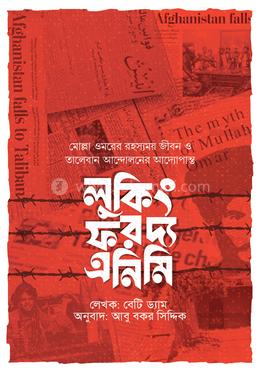 Afghanistan falls
Afghanistan falls to Taliban
The myth
Mullah
Omar
মোল্লা ওমরের রহস্যময় জীবন ও
তালেবান আন্দোলনের আদ্যোপান্ত
লুকিং
ফর দ্য
এনিমি
লেখক: বেটি ড্যাম
অনুবাদ: আবু বকর সিদ্দিক